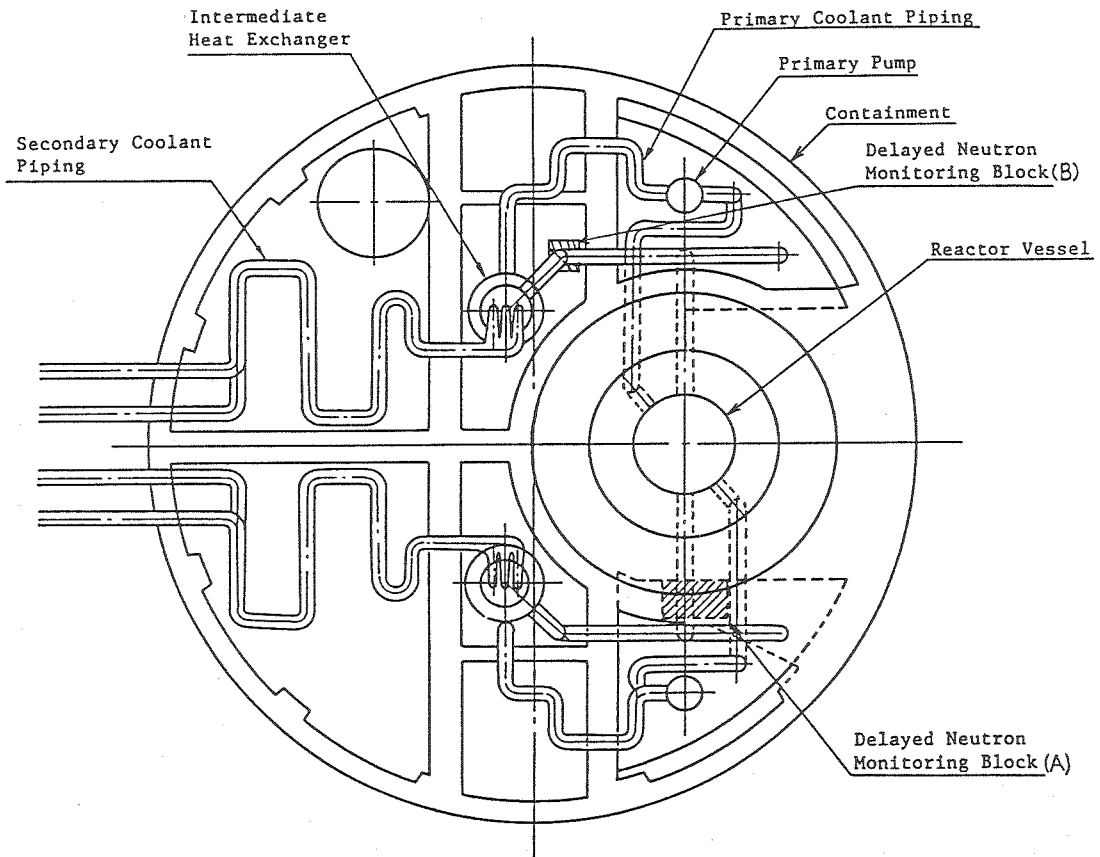 Intermediate
Heat Exchanger
Primary Coolant Piping
Primary Pump
Containment
Secondary Coolant
Piping
Delayed Neutron
Monitoring Block(B)
Reactor Vessel
Delayed Neutron
Monitoring Block(A)